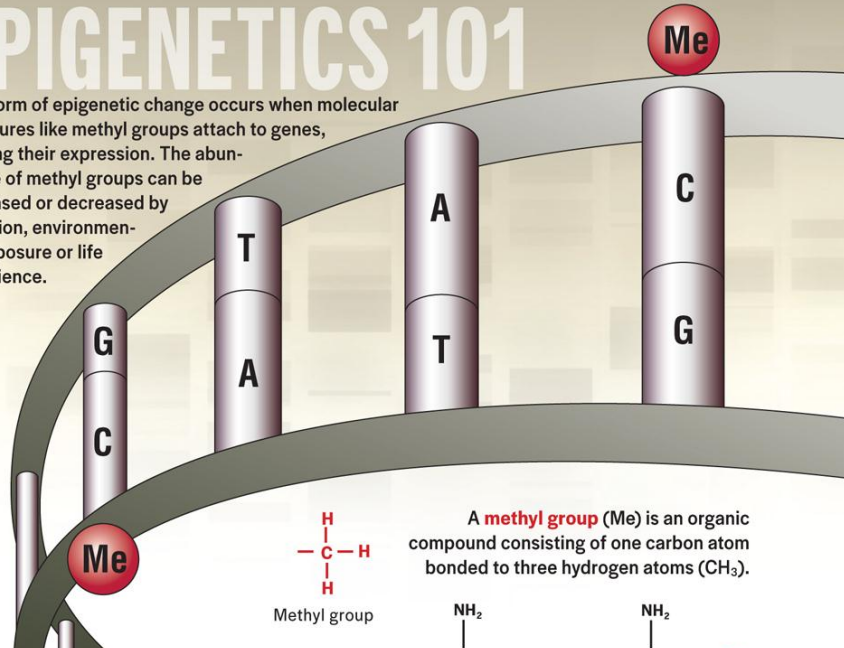 PIGENETICS 101
orm of epigenetic change occurs when molecular
ures like methyl groups attach to genes,
ng their expression. The abun-
e of methyl groups can be
ased or decreased by
ion, environmen-
posure or life
ience.
Me
C
G
A
T
T
A
G
C
Me
H
C H
H
Methyl group
A methyl group (Me) is an organic
compound consisting of one carbon atom
bonded to three hydrogen atoms (CH₃).
NH₂ NH₂